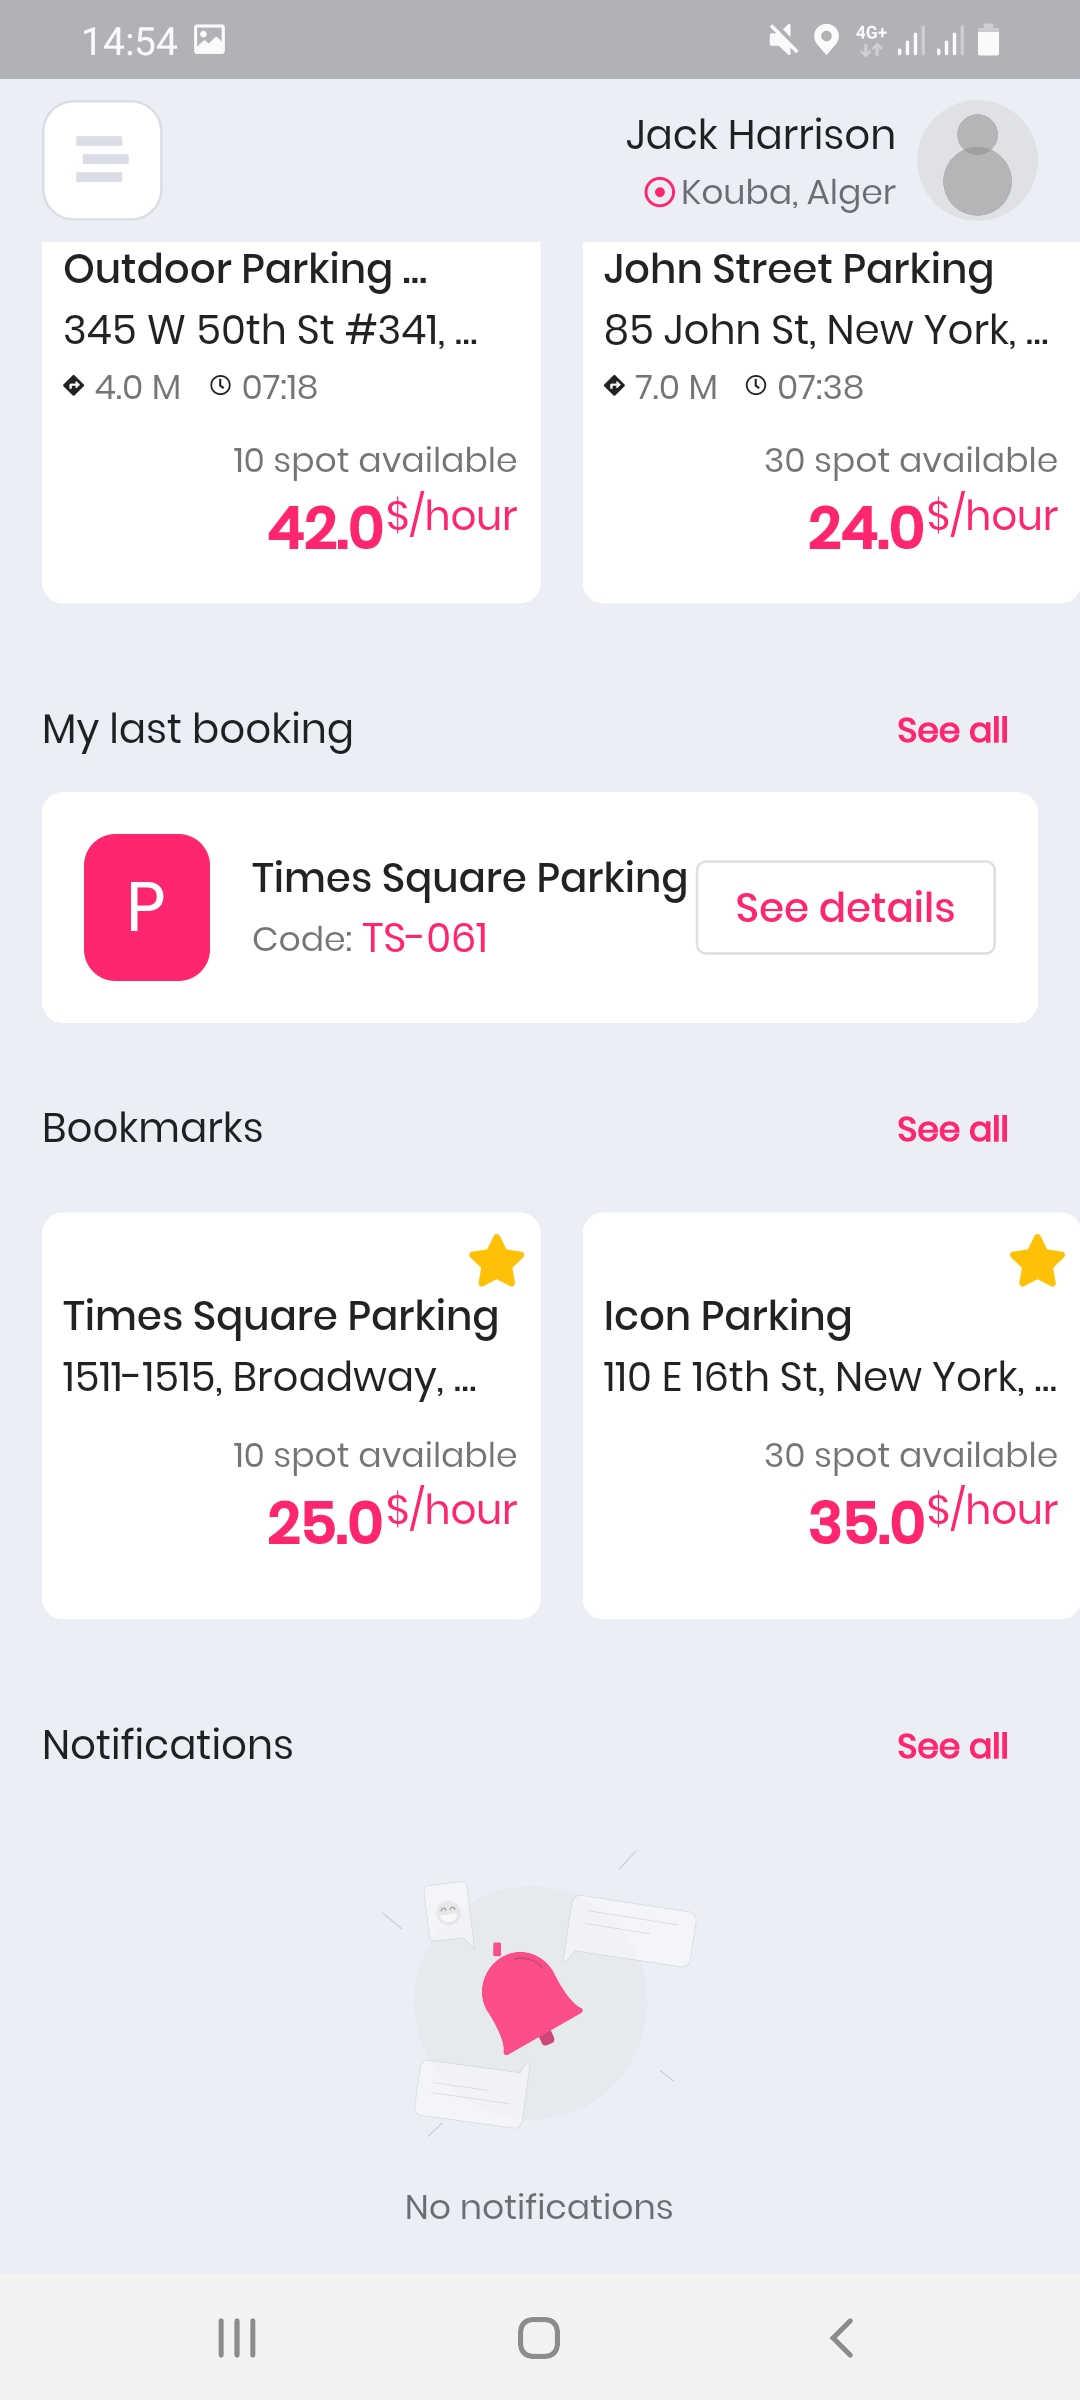 14:54
4G+
Jack Harrison
Kouba, Alger
Outdoor Parking ...
345 W 50th St #341, ...
4.0 M 07:18
10 spot available
42.0$/hour
John Street Parking
85 John St, New York, ...
7.0 M 07:38
30 spot available
24.0$/hour
My last booking
See all
P
Times Square Parking
Code: TS-061
See details
Bookmarks
See all
Times Square Parking
1511-1515, Broadway, ...
10 spot available
25.0$/hour
Icon Parking
110 E 16th St, New York, ...
30 spot available
35.0$/hour
Notifications
See all
No notifications